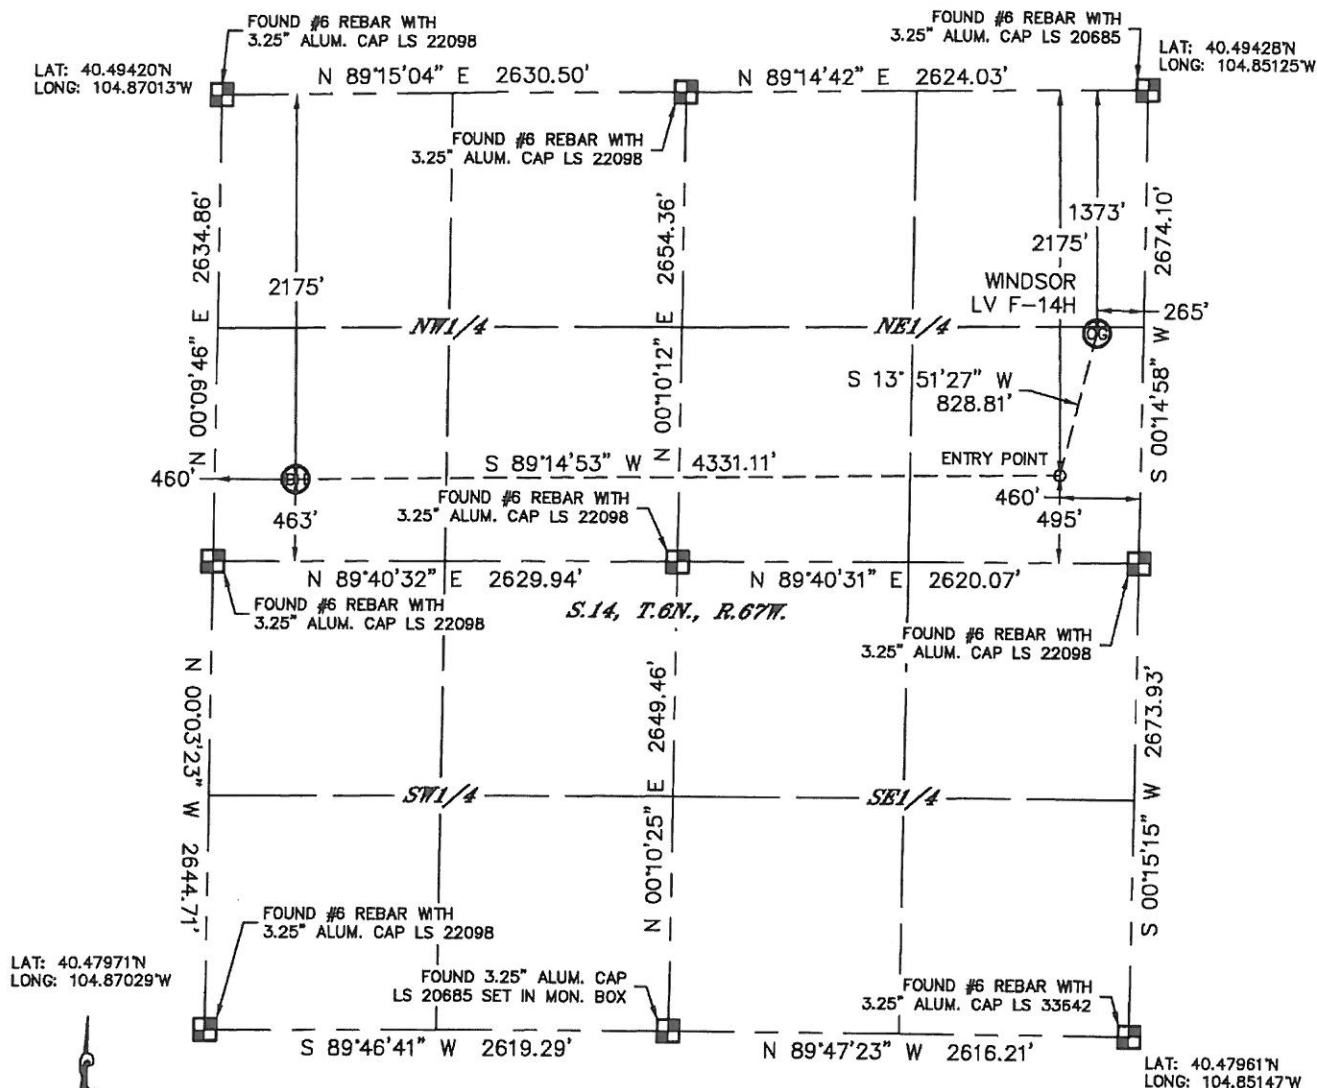 FOUND #6 REBAR WITH
3.25" ALUM. CAP LS 22098
FOUND #6 REBAR WITH
3.25" ALUM. CAP LS 20685
LAT: 40.49420°N
LONG: 104.87013°W
LAT: 40.49428°N
LONG: 104.85125°W
N 89°15'04" E 2630.50'
N 89°14'42" E 2624.03'
FOUND #6 REBAR WITH
3.25" ALUM. CAP LS 22098
N 00°09'46" E 2634.86'
2175'
N 00°10'12" E 2654.36'
1373'
2175'
S 00°14'58" W 2674.10'
WINDSOR
LV F-14H
265'
NW1/4
NE1/4
OG
S 13° 51'27" W
828.81'
460'
BH
S 89°14'53" W 4331.11'
ENTRY POINT
463'
FOUND #6 REBAR WITH
3.25" ALUM. CAP LS 22098
460'
495'
N 89°40'32" E 2629.94'
N 89°40'31" E 2620.07'
FOUND #6 REBAR WITH
3.25" ALUM. CAP LS 22098
S.14, T.6N., R.67W.
FOUND #6 REBAR WITH
3.25" ALUM. CAP LS 22098
N 00°03'23" W 2644.71'
N 00°10'25" E 2649.46'
S 00°15'15" W 2673.93'
SW1/4
SE1/4
FOUND #6 REBAR WITH
3.25" ALUM. CAP LS 22098
LAT: 40.47971°N
LONG: 104.87029°W
FOUND 3.25" ALUM. CAP
LS 20685 SET IN MON. BOX
FOUND #6 REBAR WITH
3.25" ALUM. CAP LS 33642
S 89°46'41" W 2619.29'
N 89°47'23" W 2616.21'
LAT: 40.47961°N
LONG: 104.85147°W